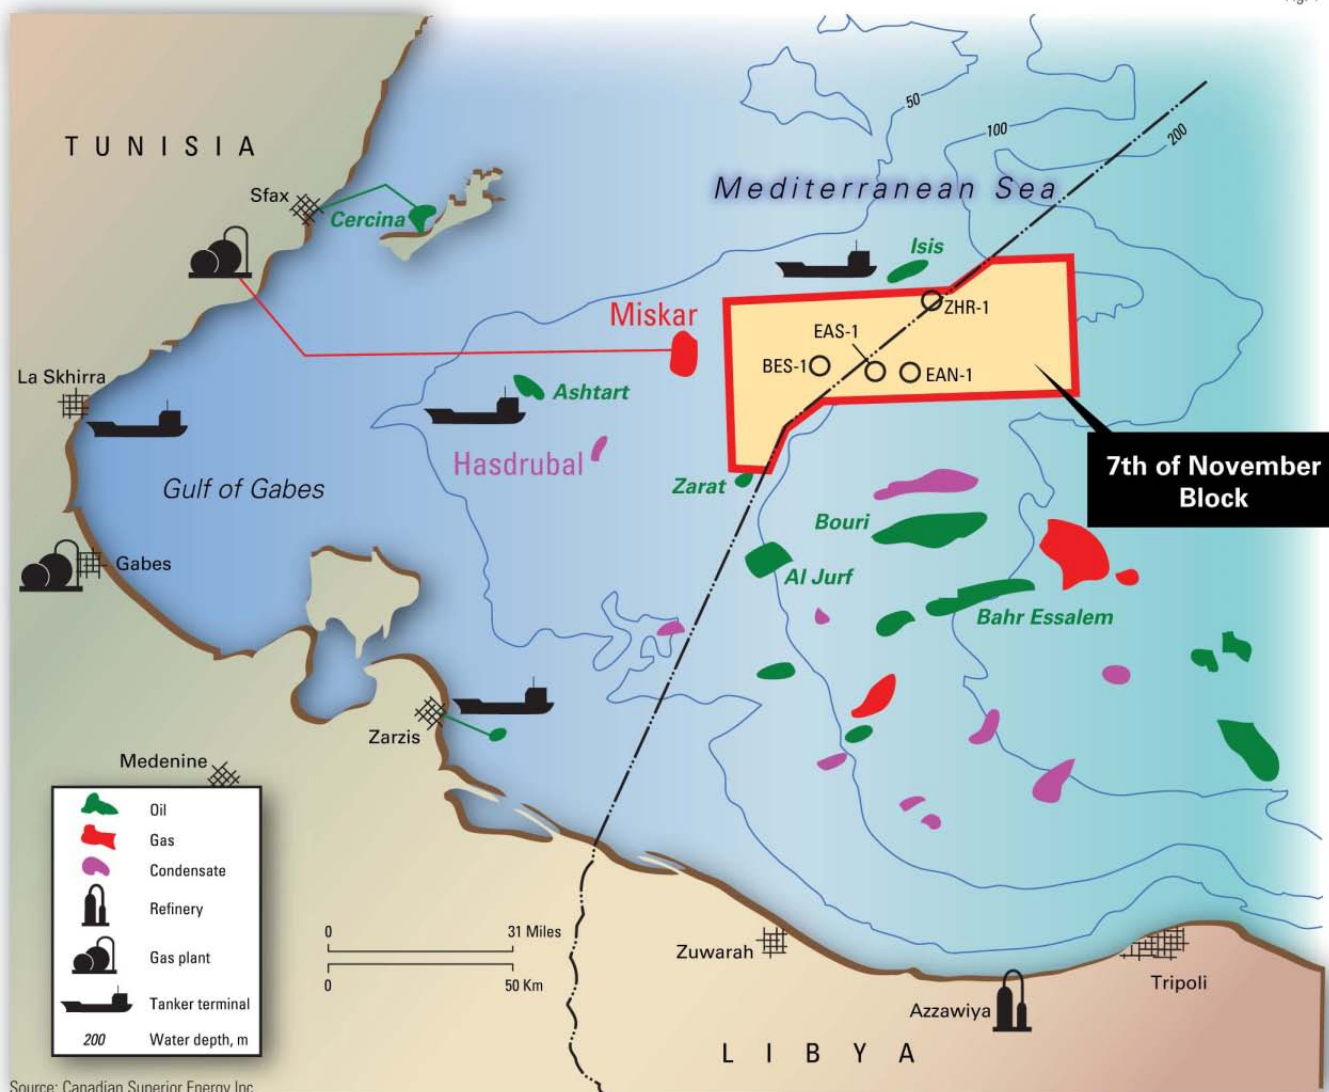 TUNISIA
Sfax
Cercina
50
100
200
Mediterranean Sea
Isis
Miskar
ZHR-1
EAS-1
BES-1
EAN-1
La Skhirra
Ashtart
Hasdrubal
7th of November
Block
Gulf of Gabes
Zarat
Bouri
Gabes
Al Jurf
Bahr Essalem
Zarzis
Medenine
Oil
Gas
Condensate
Refinery
Gas plant
Tanker terminal
200 Water depth, m
0 31 Miles
0 50 Km
Zuwarah
Tripoli
Azzawiya
LIBYA
Source: Canadian Superior Energy Inc